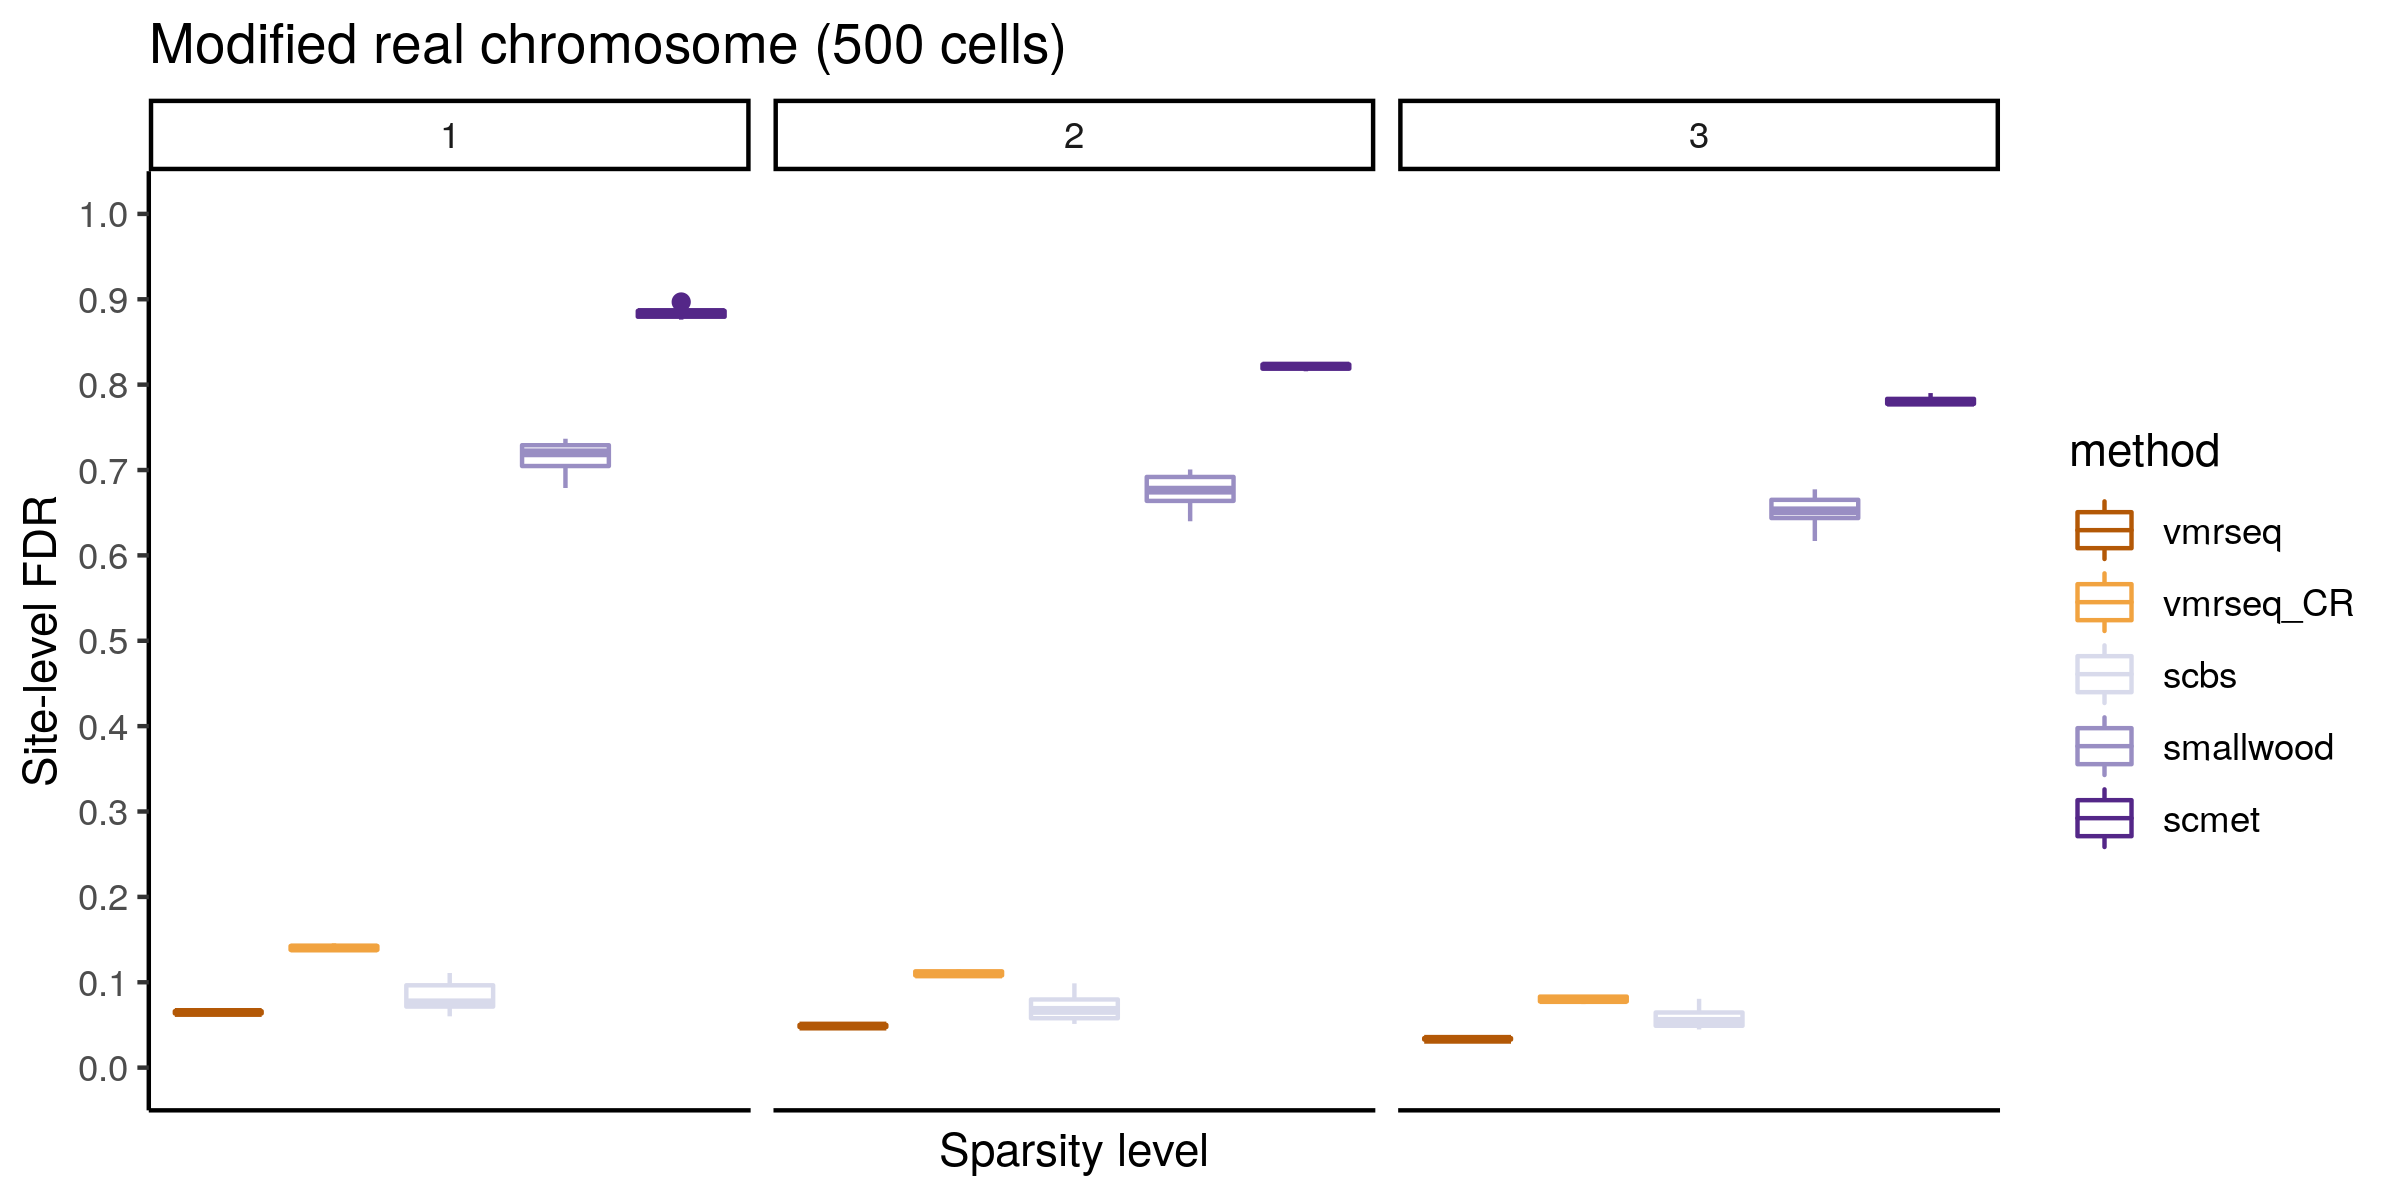 Modified real chromosome (500 cells)
1
2
3
1.0
0.9
0.8
0.7
0.6
0.5
0.4
0.3
0.2
0.1
0.0
Site-level FDR
Sparsity level
method
vmrseq
vmrseq_CR
scbs
smallwood
scmet